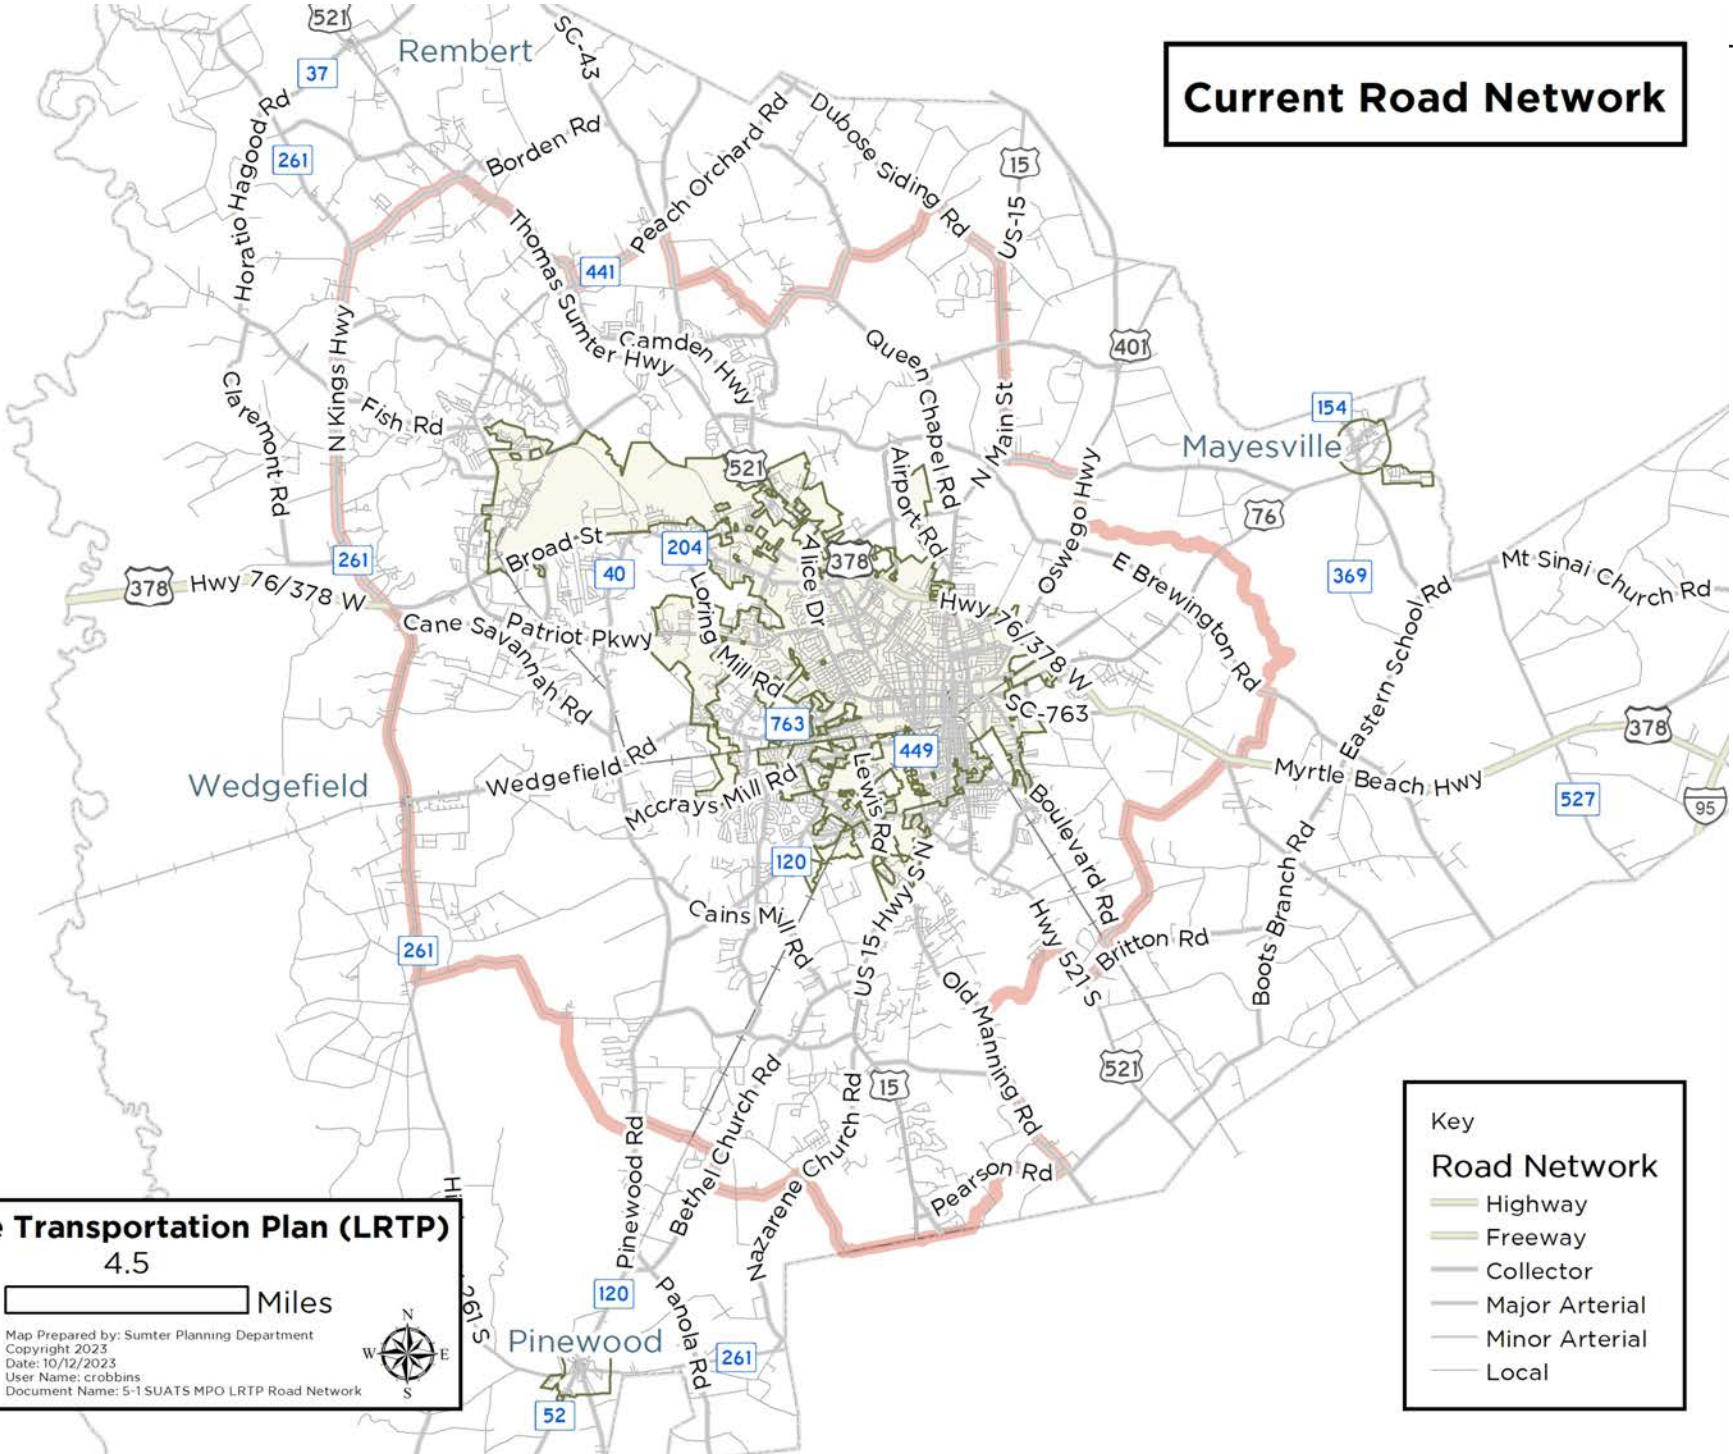 521
Rembert
SC-43
37
Current Road Network
Horatio Hagood Rd
Borden Rd
Peach Orchard Rd
Dubose Siding Rd
261
15
US-15
Thomas Sumter Hwy
441
Camden Hwy
Queen Chapel Rd
401
N Kings Hwy
Claremont Rd
Fish Rd
N Main St
154
Mayesville
521
Airport Rd
Oswego Hwy
76
Broad St
204
Alice Dr
378
261
40
E Brewington Rd
369
Mt Sinai Church Rd
378
Hwy 76/378 W
Loring Mill Rd
Hwy 76/378 W
Eastern School Rd
Cane Savannah Rd
Patriot Pkwy
SC-763
763
378
449
Wedgefield
Wedgefield Rd
Mccrays Mill Rd
Lewis Rd
Myrtle Beach Hwy
527
95
Boulevard Rd
120
Boots Branch Rd
Cains Mill Rd
US-15 Hwy S
N
261
Hwy 521 S
Britton Rd
Old Manning Rd
521
15
Bethel Church Rd
Nazarene Church Rd
Pinewood Rd
Pearson Rd
Key
Road Network
Highway
Freeway
Collector
Major Arterial
Minor Arterial
Local
Transportation Plan (LRTP)
4.5
Miles
Map Prepared by: Sumter Planning Department
Copyright 2023
Date: 10/12/2023
User Name: crobbins
Document Name: 5-1 SUATS MPO LRTP Road Network
N
W
E
S
261 S
120
Panola Rd
Pinewood
261
52